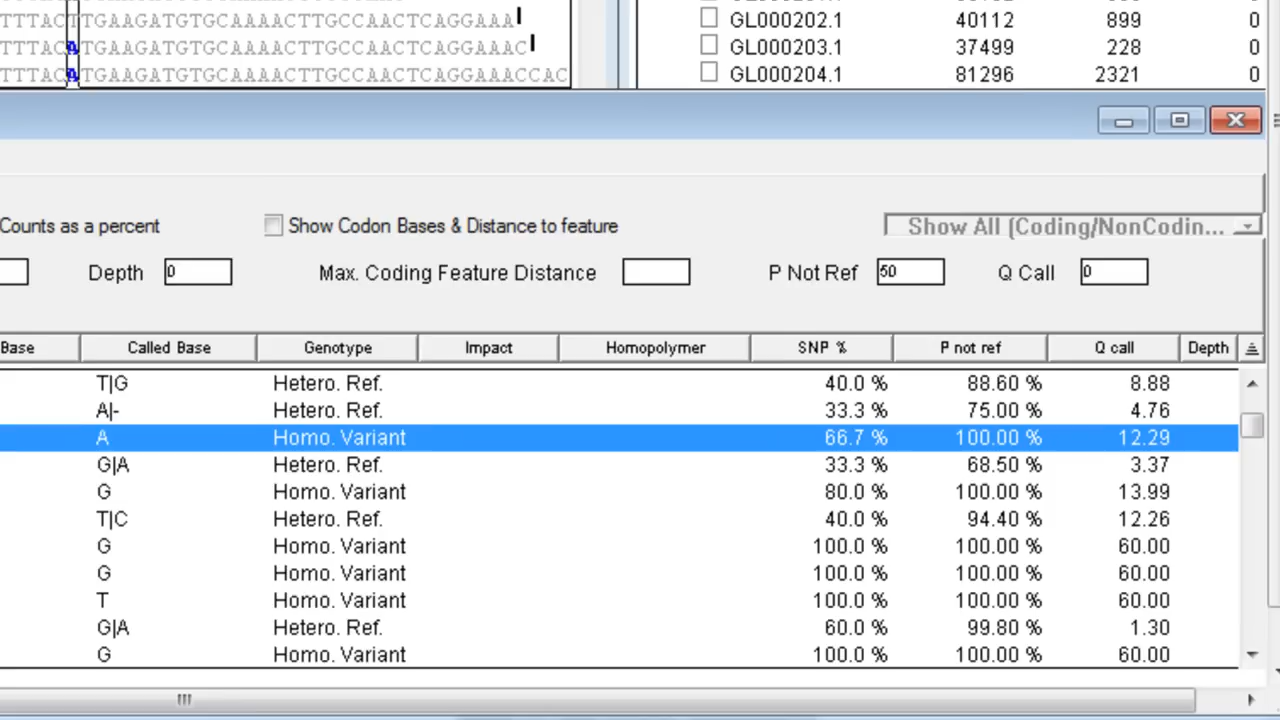 TTTACTTGAAGATGTGCAAAACTTGCCAACTCAGGAAA
GL000202.1 40112 899 0
TTTACATGAAGATGTGCAAAACTTGCCAACTCAGGAAAC
GL000203.1 37499 228 0
TTTACATGAAGATGTGCAAAACTTGCCAACTCAGGAAACCAC
GL000204.1 81296 2321 0
Counts as a percent Show Codon Bases & Distance to feature Show All (Coding/NonCodin...
Depth 0 Max. Coding Feature Distance P Not Ref 50 Q Call 0
Base Called Base Genotype Impact Homopolymer SNP % P not ref Q call Depth
T|G Hetero. Ref. 40.0 % 88.60 % 8.88
A|- Hetero. Ref. 33.3 % 75.00 % 4.76
A Homo. Variant 66.7 % 100.00 % 12.29
G|A Hetero. Ref. 33.3 % 68.50 % 3.37
G Homo. Variant 80.0 % 100.00 % 13.99
T|C Hetero. Ref. 40.0 % 94.40 % 12.26
G Homo. Variant 100.0 % 100.00 % 60.00
G Homo. Variant 100.0 % 100.00 % 60.00
T Homo. Variant 100.0 % 100.00 % 60.00
G|A Hetero. Ref. 60.0 % 99.80 % 1.30
G Homo. Variant 100.0 % 100.00 % 60.00